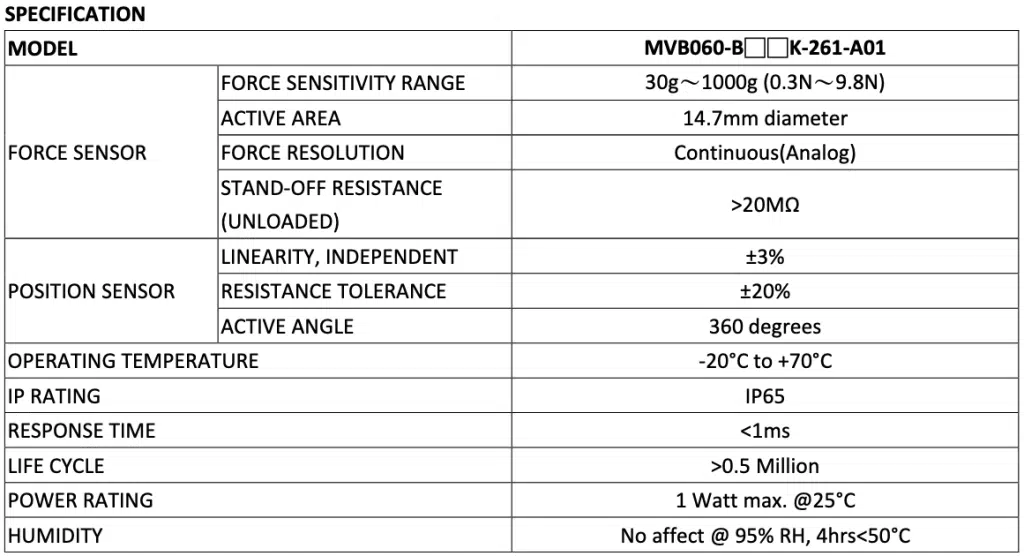 SPECIFICATION
MODEL MVB060-B□□K-261-A01
FORCE SENSOR
FORCE SENSITIVITY RANGE 30g～1000g (0.3N～9.8N)
ACTIVE AREA 14.7mm diameter
FORCE RESOLUTION Continuous(Analog)
STAND-OFF RESISTANCE
(UNLOADED) >20MΩ
POSITION SENSOR
LINEARITY, INDEPENDENT ±3%
RESISTANCE TOLERANCE ±20%
ACTIVE ANGLE 360 degrees
OPERATING TEMPERATURE -20°C to +70°C
IP RATING IP65
RESPONSE TIME <1ms
LIFE CYCLE >0.5 Million
POWER RATING 1 Watt max. @25°C
HUMIDITY No affect @ 95% RH, 4hrs<50°C